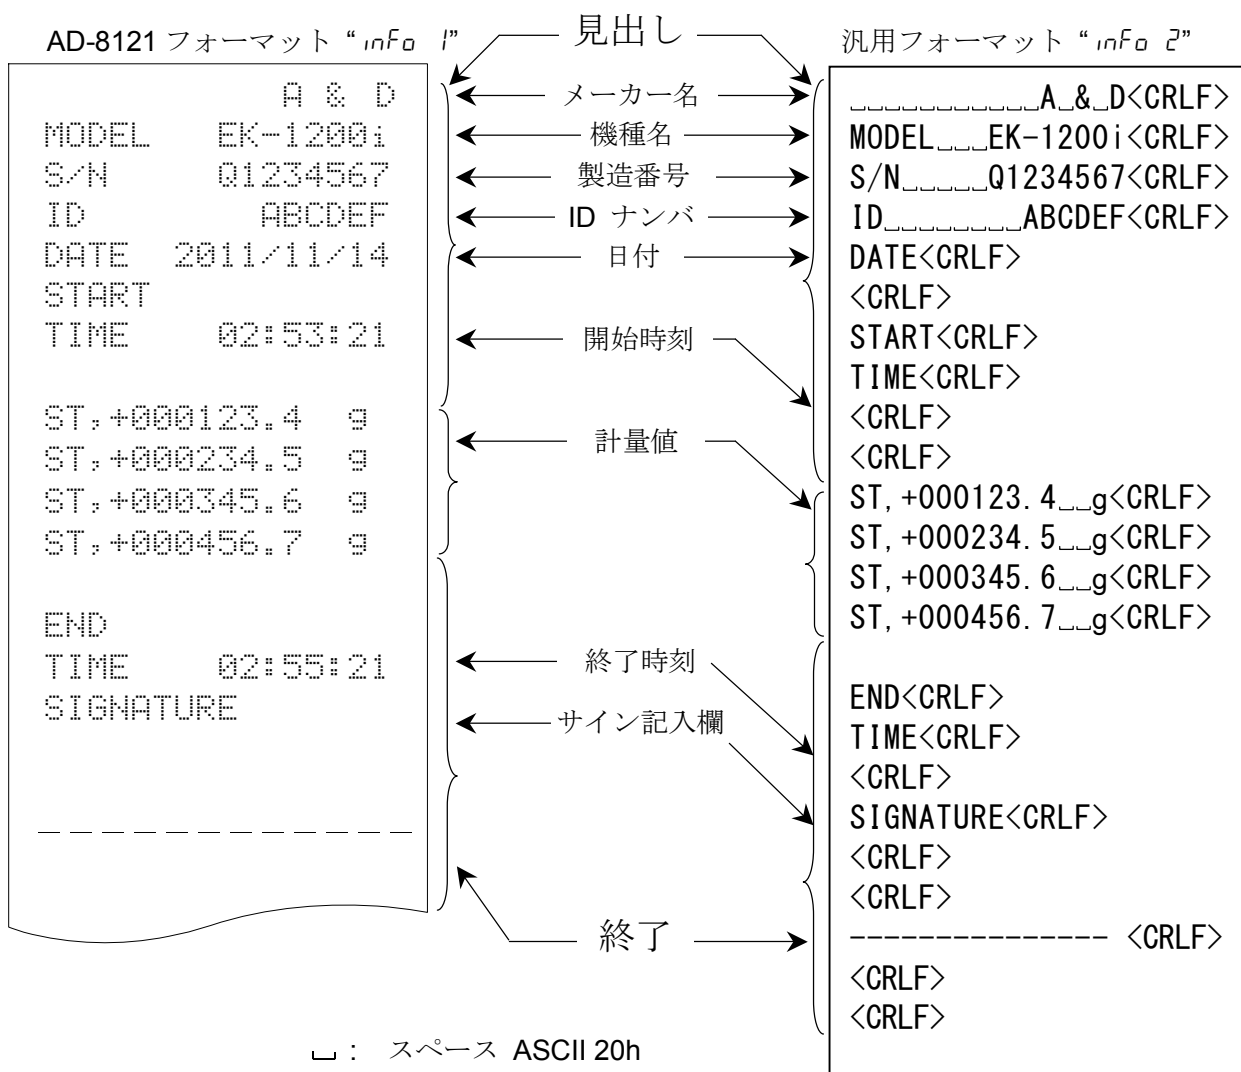 AD-8121 フォーマット “info 1”
A & D
MODEL EK-1200i
S/N Q1234567
ID ABCDEF
DATE 2011/11/14
START
TIME 02:53:21
ST,+000123.4 g
ST,+000234.5 g
ST,+000345.6 g
ST,+000456.7 g
END
TIME 02:55:21
SIGNATURE
_ _ _ _ _ _ _ _ _ _ _ _ _
見出し
メーカー名
機種名
製造番号
ID ナンバ
日付
開始時刻
計量値
終了時刻
サイン記入欄
終了
汎用フォーマット “info 2”
␣␣␣␣␣␣␣␣␣␣␣A␣&␣D<CRLF>
MODEL␣␣␣EK-1200i<CRLF>
S/N␣␣␣␣␣Q1234567<CRLF>
ID␣␣␣␣␣␣␣␣ABCDEF<CRLF>
DATE<CRLF>
<CRLF>
START<CRLF>
TIME<CRLF>
<CRLF>
<CRLF>
ST,+000123.4␣␣g<CRLF>
ST,+000234.5␣␣g<CRLF>
ST,+000345.6␣␣g<CRLF>
ST,+000456.7␣␣g<CRLF>
END<CRLF>
TIME<CRLF>
<CRLF>
SIGNATURE<CRLF>
<CRLF>
<CRLF>
--------------- <CRLF>
<CRLF>
<CRLF>
␣ : スペース ASCII 20h